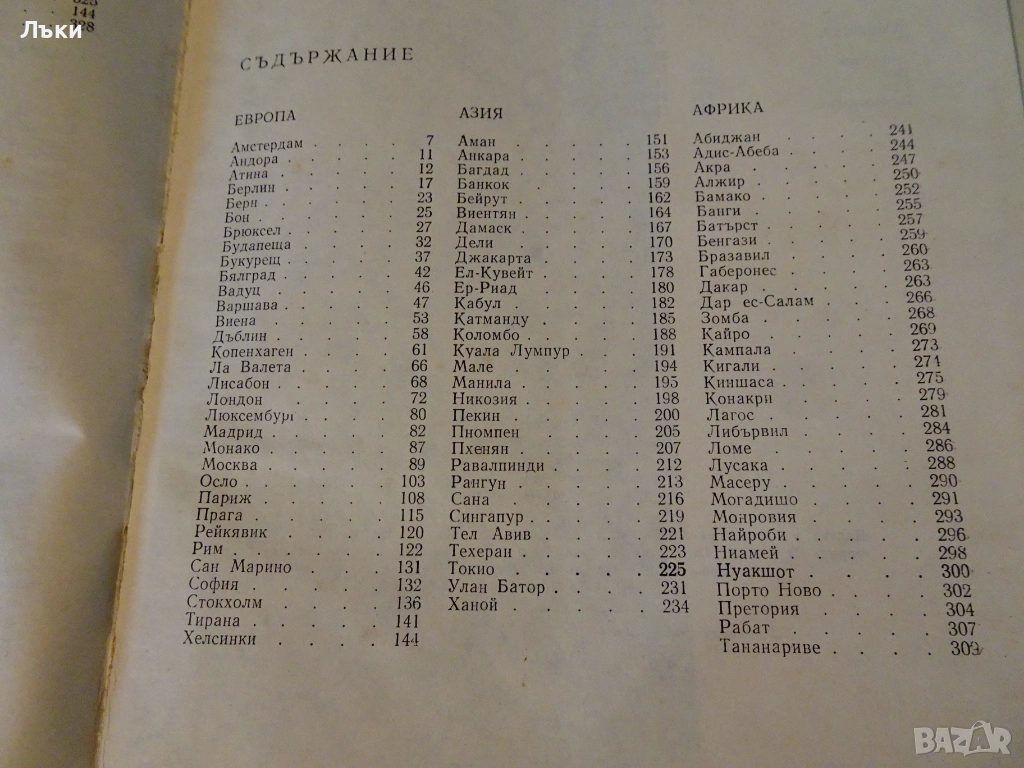 323
144
328
Лъки
СЪДЪРЖАНИЕ
ЕВРОПА
Амстердам . . . . 7
Андора . . . . . 11
Атина . . . . . 12
Берлин . . . . . 17
Берн . . . . . 23
Бон . . . . . 25
Брюксел . . . . . 27
Будапеща . . . . 32
Букурещ . . . . . 37
Бялград . . . . . 42
Вадуц . . . . . 46
Варшава . . . . . 47
Виена . . . . . 53
Дъблин . . . . . 58
Копенхаген . . . . 61
Ла Валета . . . . 66
Лисабон . . . . . 68
Лондон . . . . . 72
Люксембург . . . . 80
Мадрид . . . . . 82
Монако . . . . . 87
Москва . . . . . 89
Осло . . . . . 103
Париж . . . . . 108
Прага . . . . . 115
Рейкявик . . . . 120
Рим . . . . . 122
Сан Марино . . . . 131
София . . . . . 132
Стокхолм . . . . 136
Тирана . . . . . 141
Хелсинки . . . . 144
АЗИЯ
Аман . . . . . 151
Анкара . . . . . 153
Багдад . . . . . 156
Банкок . . . . . 159
Бейрут . . . . . 162
Виентян . . . . . 164
Дамаск . . . . . 167
Дели . . . . . 170
Джакарта . . . . 173
Ел-Кувейт . . . . 178
Ер-Риад . . . . . 180
Кабул . . . . . 182
Катманду . . . . 185
Коломбо . . . . . 188
Куала Лумпур . . . 191
Мале . . . . . 194
Манила . . . . . 195
Никозия . . . . . 198
Пекин . . . . . 200
Пномпен . . . . . 205
Пхенян . . . . . 207
Равалпинди . . . . 212
Рангун . . . . . 213
Сана . . . . . 216
Сингапур . . . . . 219
Тел Авив . . . . 221
Техеран . . . . . 223
Токио . . . . . 225
Улан Батор . . . . 231
Ханой . . . . . 234
АФРИКА
Абиджан . . . . 241
Адис-Абеба . . . . 244
Акра . . . . . 247
Алжир . . . . . 250
Бамако . . . . . 252
Банги . . . . . 255
Батърст . . . . . 257
Бенгази . . . . . 259
Бразавил . . . . 260
Габеронес . . . . 263
Дакар . . . . . 263
Дар ес-Салам . . . 266
Зомба . . . . . 268
Кайро . . . . . 269
Кампала . . . . . 273
Кигали . . . . . 274
Киншаса . . . . . 275
Конакри . . . . . 279
Лагос . . . . . 281
Либървил . . . . 284
Ломе . . . . . 286
Лусака . . . . . 288
Масеру . . . . . 290
Могадишо . . . . 291
Монровия . . . . 293
Найроби . . . . . 296
Ниамей . . . . . 298
Нуакшот . . . . 300
Порто Ново . . . . 302
Претория . . . . 304
Рабат . . . . . 307
Тананариве . . . . 309
BAZAR